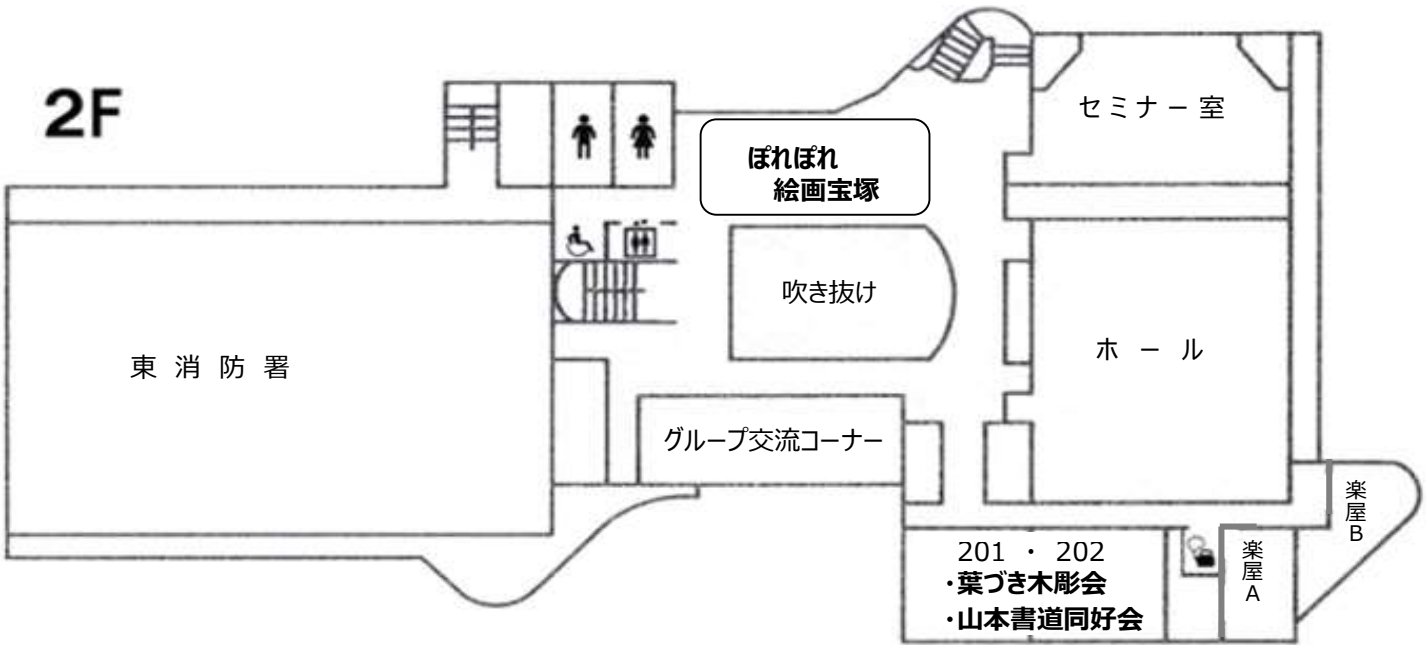 2F
セミナー室
ぽれぽれ
絵画宝塚
吹き抜け
東消防署
ホール
グループ交流コーナー
楽屋B
201 ・ 202
・葉づき木彫会
・山本書道同好会
楽屋A